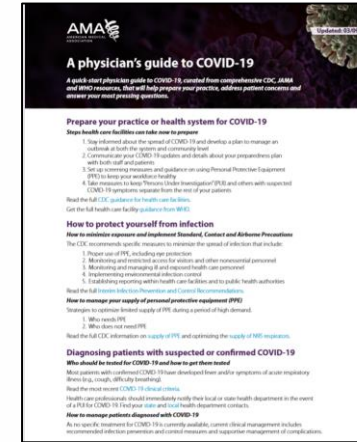 AMA
AMERICAN MEDICAL
ASSOCIATION
Updated: 03/0
A physician's guide to COVID-19
A quick-start physician guide to COVID-19, curated from comprehensive CDC, JAMA
and WHO resources, that will help prepare your practice, address patient concerns and
answer your most pressing questions.
Prepare your practice or health system for COVID-19
Steps health care facilities can take now to prepare
1. Stay informed about the spread of COVID-19 and develop a plan to manage an
outbreak at both the system and community level
2. Communicate your COVID-19 updates and details about your preparedness plan
with both staff and patients
3. Set up screening measures and guidance on using Personal Protective Equipment
(PPE) to keep your workforce healthy
4. Take measures to keep "Persons Under Investigation" (PUI) and others with suspected
COVID-19 symptoms separate from the rest of your patients
Read the full CDC guidance for health care facilities.
Get the full health care facility guidance from WHO.
How to protect yourself from infection
How to minimize exposure and implement Standard, Contact and Airborne Precautions
The CDC recommends specific measures to minimize the spread of infection that include:
1. Proper use of PPE, including eye protection
2. Monitoring and restricted access for visitors and other nonessential personnel
3. Monitoring and managing ill and exposed health care personnel
4. Implementing environmental infection control
5. Establishing reporting within health care facilities and to public health authorities
Read the full Interim Infection Prevention and Control Recommendations.
How to manage your supply of personal protective equipment (PPE)
Strategies to optimize limited supply of PPE during a period of high demand.
1. Who needs PPE
2. Who does not need PPE
Read the full CDC information on supply of PPE and optimizing the supply of N95 respirators.
Diagnosing patients with suspected or confirmed COVID-19
Who should be tested for COVID-19 and how to get them tested
Most patients with confirmed COVID-19 have developed fever and/or symptoms of acute respiratory
illness (e.g., cough, difficulty breathing)
Read the most recent COVID-19 clinical criteria.
Health care professionals should immediately notify their local or state health department in the event
of a PUI for COVID-19. Find your state and local health department contacts.
How to manage patients diagnosed with COVID-19
As no specific treatment for COVID-19 is currently available, current clinical management includes
recommended infection prevention and control measures and supportive management of complications.